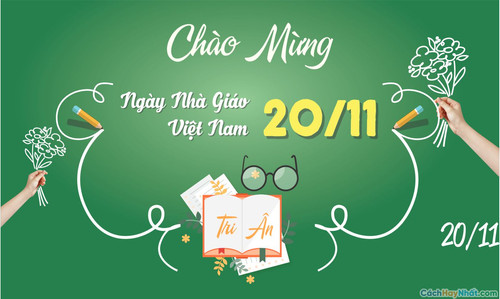 Chào Mừng
Ngày Nhà Giáo
Việt Nam
20/11
Tri Ân
20/11
CáchHayNhất.com